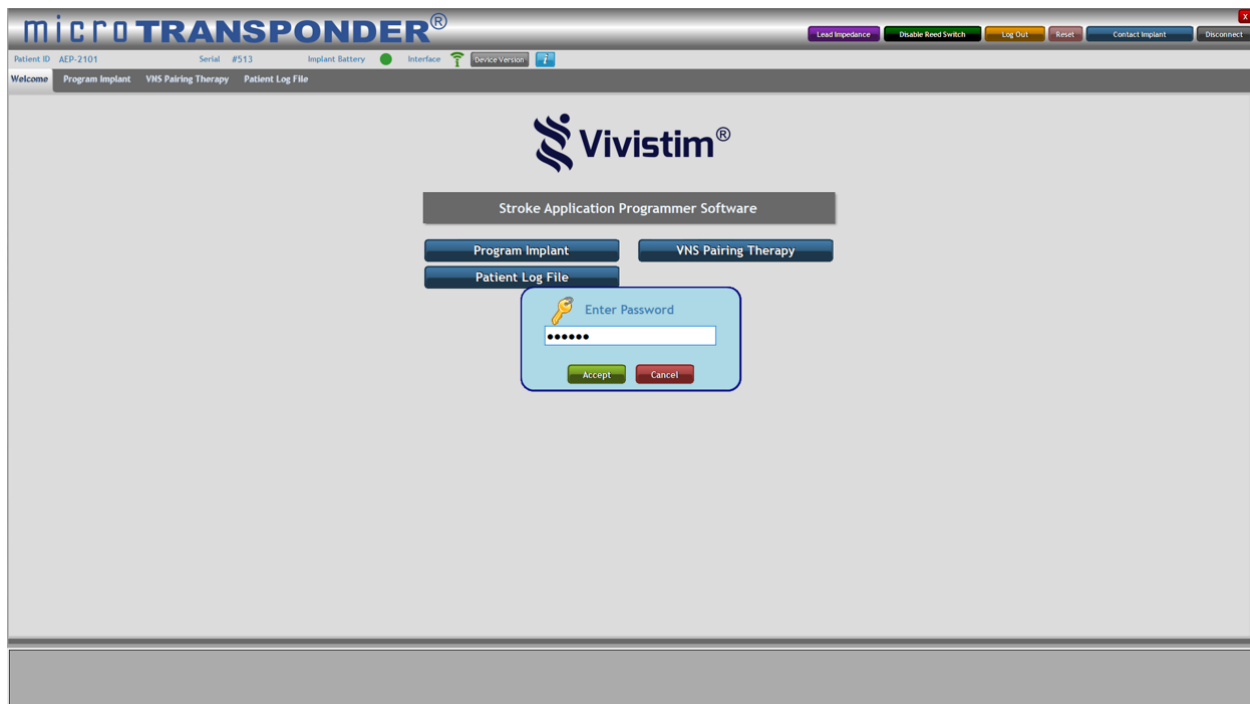 microTRANSPONDER®
X
Lead Impedance Disable Reed Switch Log Out Reset Contact Implant Disconnect
Patient ID AEP-2101 Serial #513 Implant Battery Interface Device Version i
Welcome Program Implant VNS Pairing Therapy Patient Log File
Vivistim®
Stroke Application Programmer Software
Program Implant VNS Pairing Therapy
Patient Log File
Enter Password
••••••
Accept Cancel